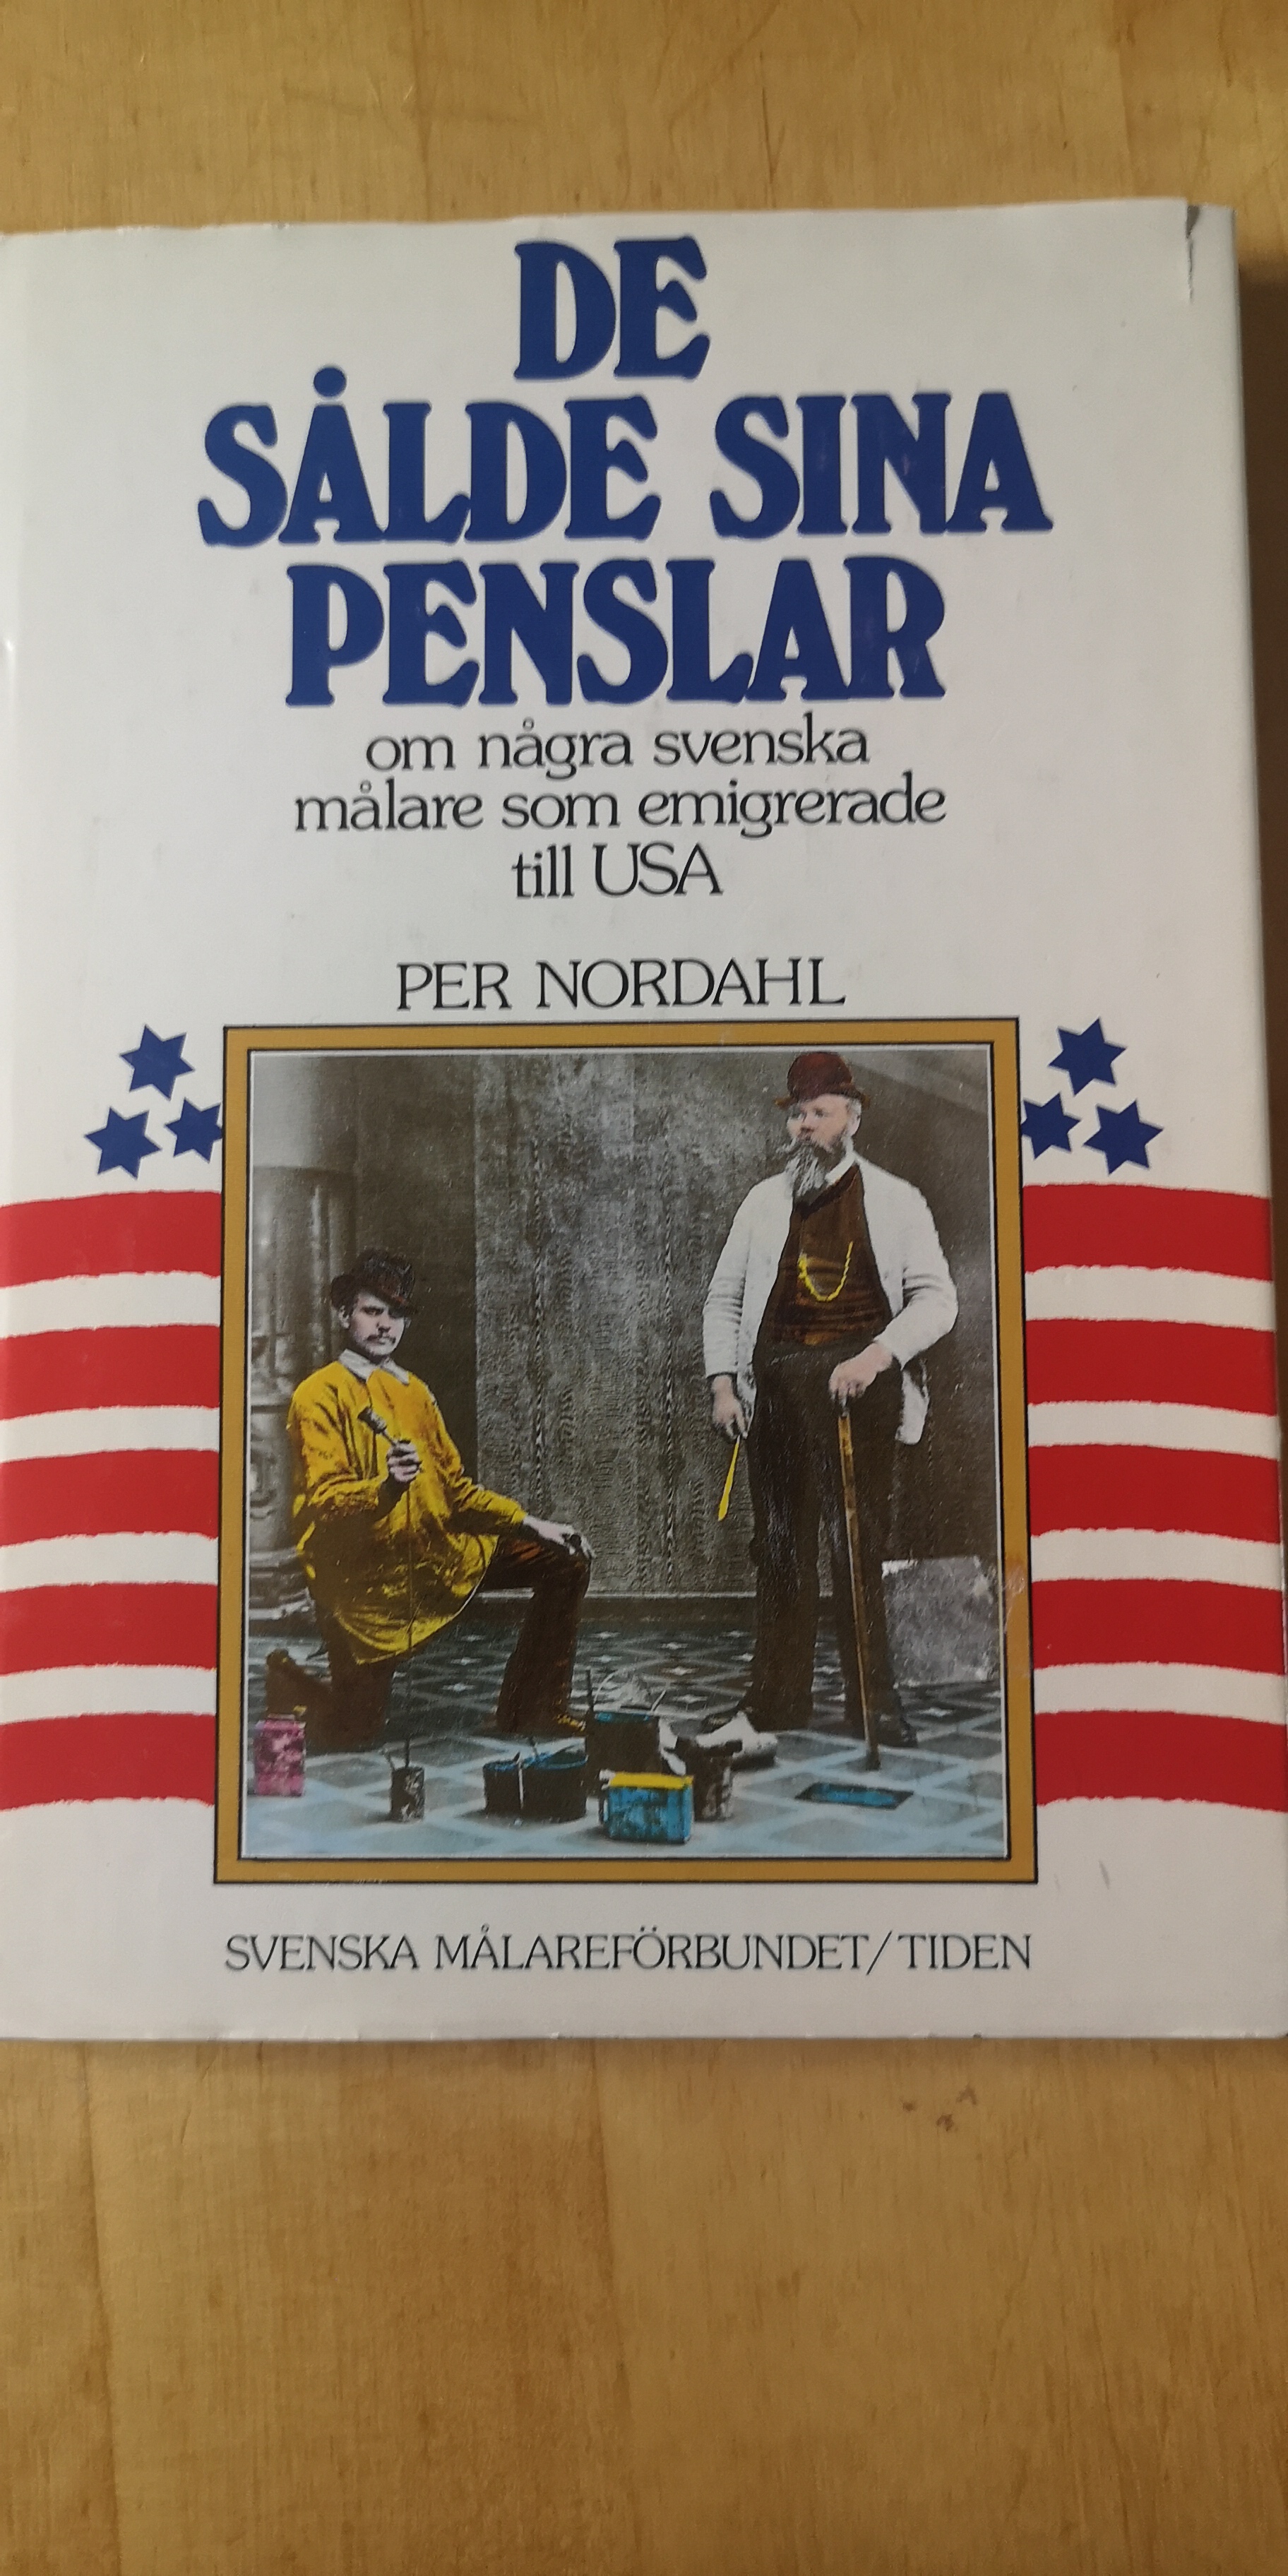 DE
SÅLDE SINA
PENSLAR
om några svenska
målare som emigrerade
till USA
PER NORDAHL
SVENSKA MÅLAREFÖRBUNDET/TIDEN